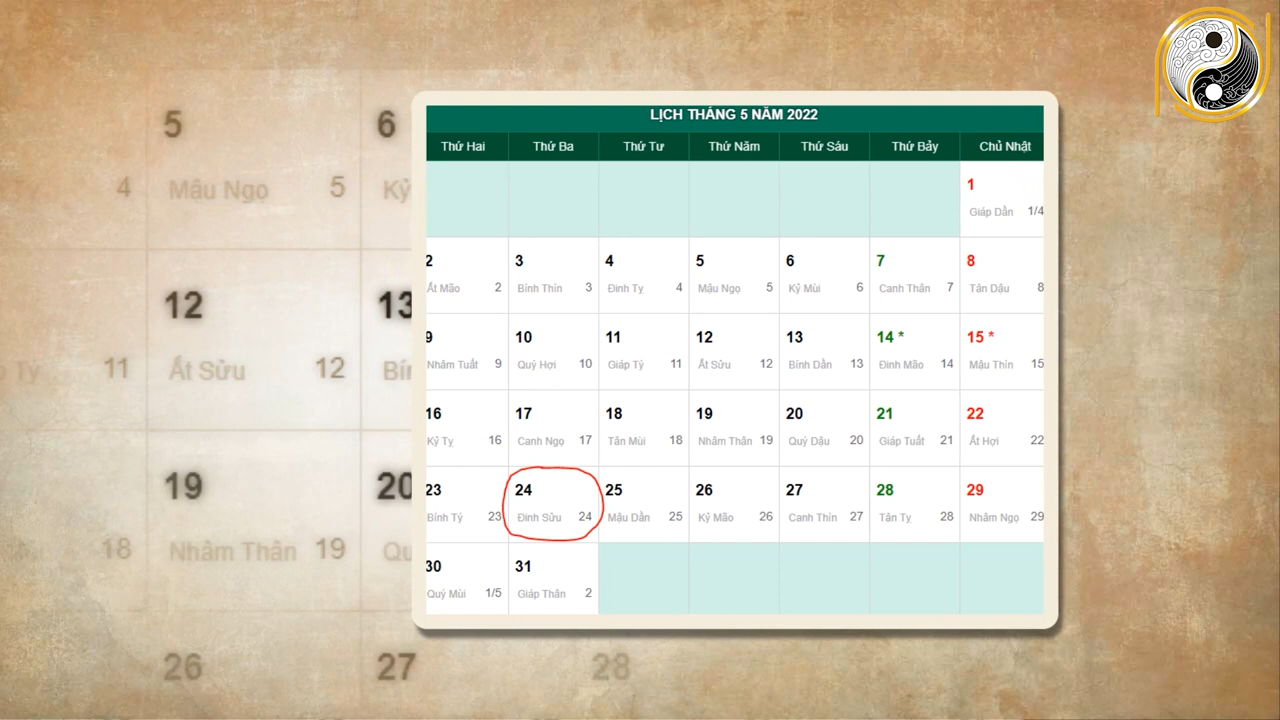 LỊCH THÁNG 5 NĂM 2022
Thứ Hai Thứ Ba Thứ Tư Thứ Năm Thứ Sáu Thứ Bảy Chủ Nhật
1
Giáp Dần 1/4
2 3 4 5 6 7 8
Ất Mão 2 Bính Thìn 3 Đinh Tỵ 4 Mậu Ngọ 5 Kỷ Mùi 6 Canh Thân 7 Tân Dậu 8
9 10 11 12 13 14 * 15 *
Nhâm Tuất 9 Quý Hợi 10 Giáp Tý 11 Ất Sửu 12 Bính Dần 13 Đinh Mão 14 Mậu Thìn 15
16 17 18 19 20 21 22
Kỷ Tỵ 16 Canh Ngọ 17 Tân Mùi 18 Nhâm Thân 19 Quý Dậu 20 Giáp Tuất 21 Ất Hợi 22
23 24 25 26 27 28 29
Bính Tý 23 Đinh Sửu 24 Mậu Dần 25 Kỷ Mão 26 Canh Thìn 27 Tân Tỵ 28 Nhâm Ngọ 29
30 31
Quý Mùi 1/5 Giáp Thân 2
5 6
4 Mậu Ngọ 5 Kỷ
12 13
11 Ất Sửu 12
19 20
18 Nhâm Thân 19
26 27 28